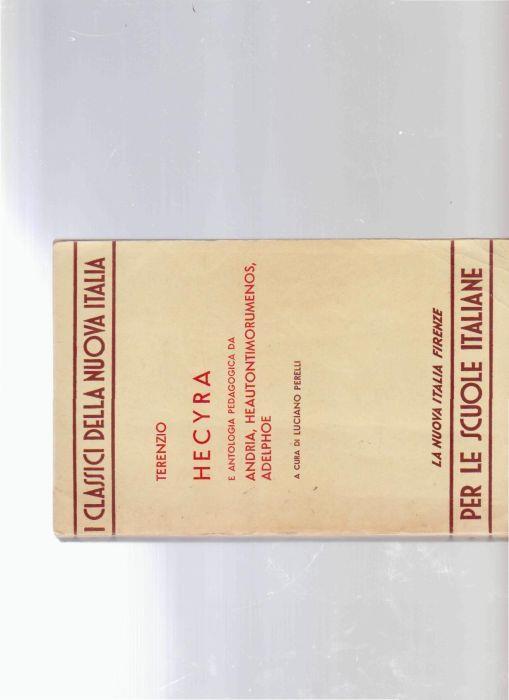 I CLASSICI DELLA NUOVA ITALIA
TERENZIO
HECYRA
E ANTOLOGIA PEDAGOGICA DA
ANDRIA, HEAUTONTIMORUMENOS,
ADELPHOE
A CURA DI LUCIANO PERELLI
LA NUOVA ITALIA FIRENZE
PER LE SCUOLE ITALIANE